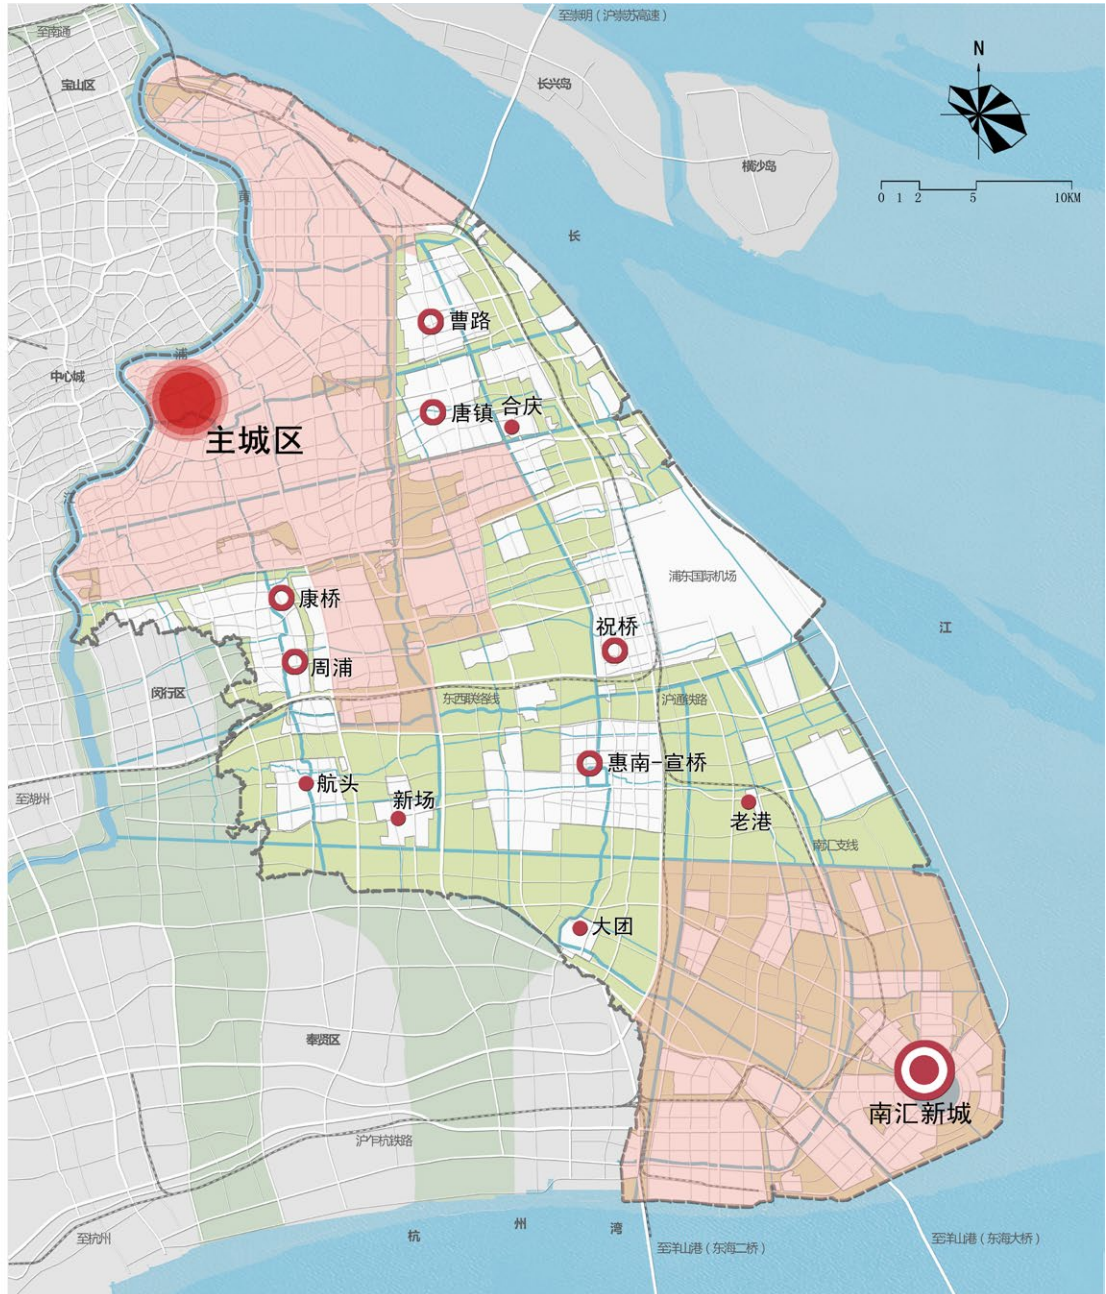 至崇明（沪崇苏高速）
至南通
N
宝山区
长兴岛
横沙岛
黄
0 1 2 5 10KM
长
曹路
浦
中心城
唐镇
合庆
主城区
江
浦东国际机场
康桥
祝桥
江
周浦
闵行区
东西联络线
沪通铁路
惠南-宣桥
航头
至湖州
新场
老港
南汇支线
大团
奉贤区
南汇新城
沪乍杭铁路
杭
州
湾
至杭州
至洋山港（东海二桥）
至洋山港（东海大桥）